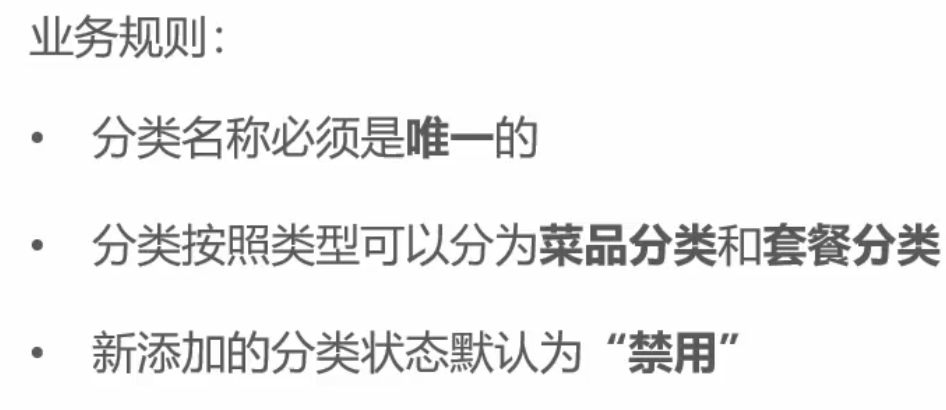 业务规则：
• 分类名称必须是唯一的
• 分类按照类型可以分为菜品分类和套餐分类
• 新添加的分类状态默认为“禁用”